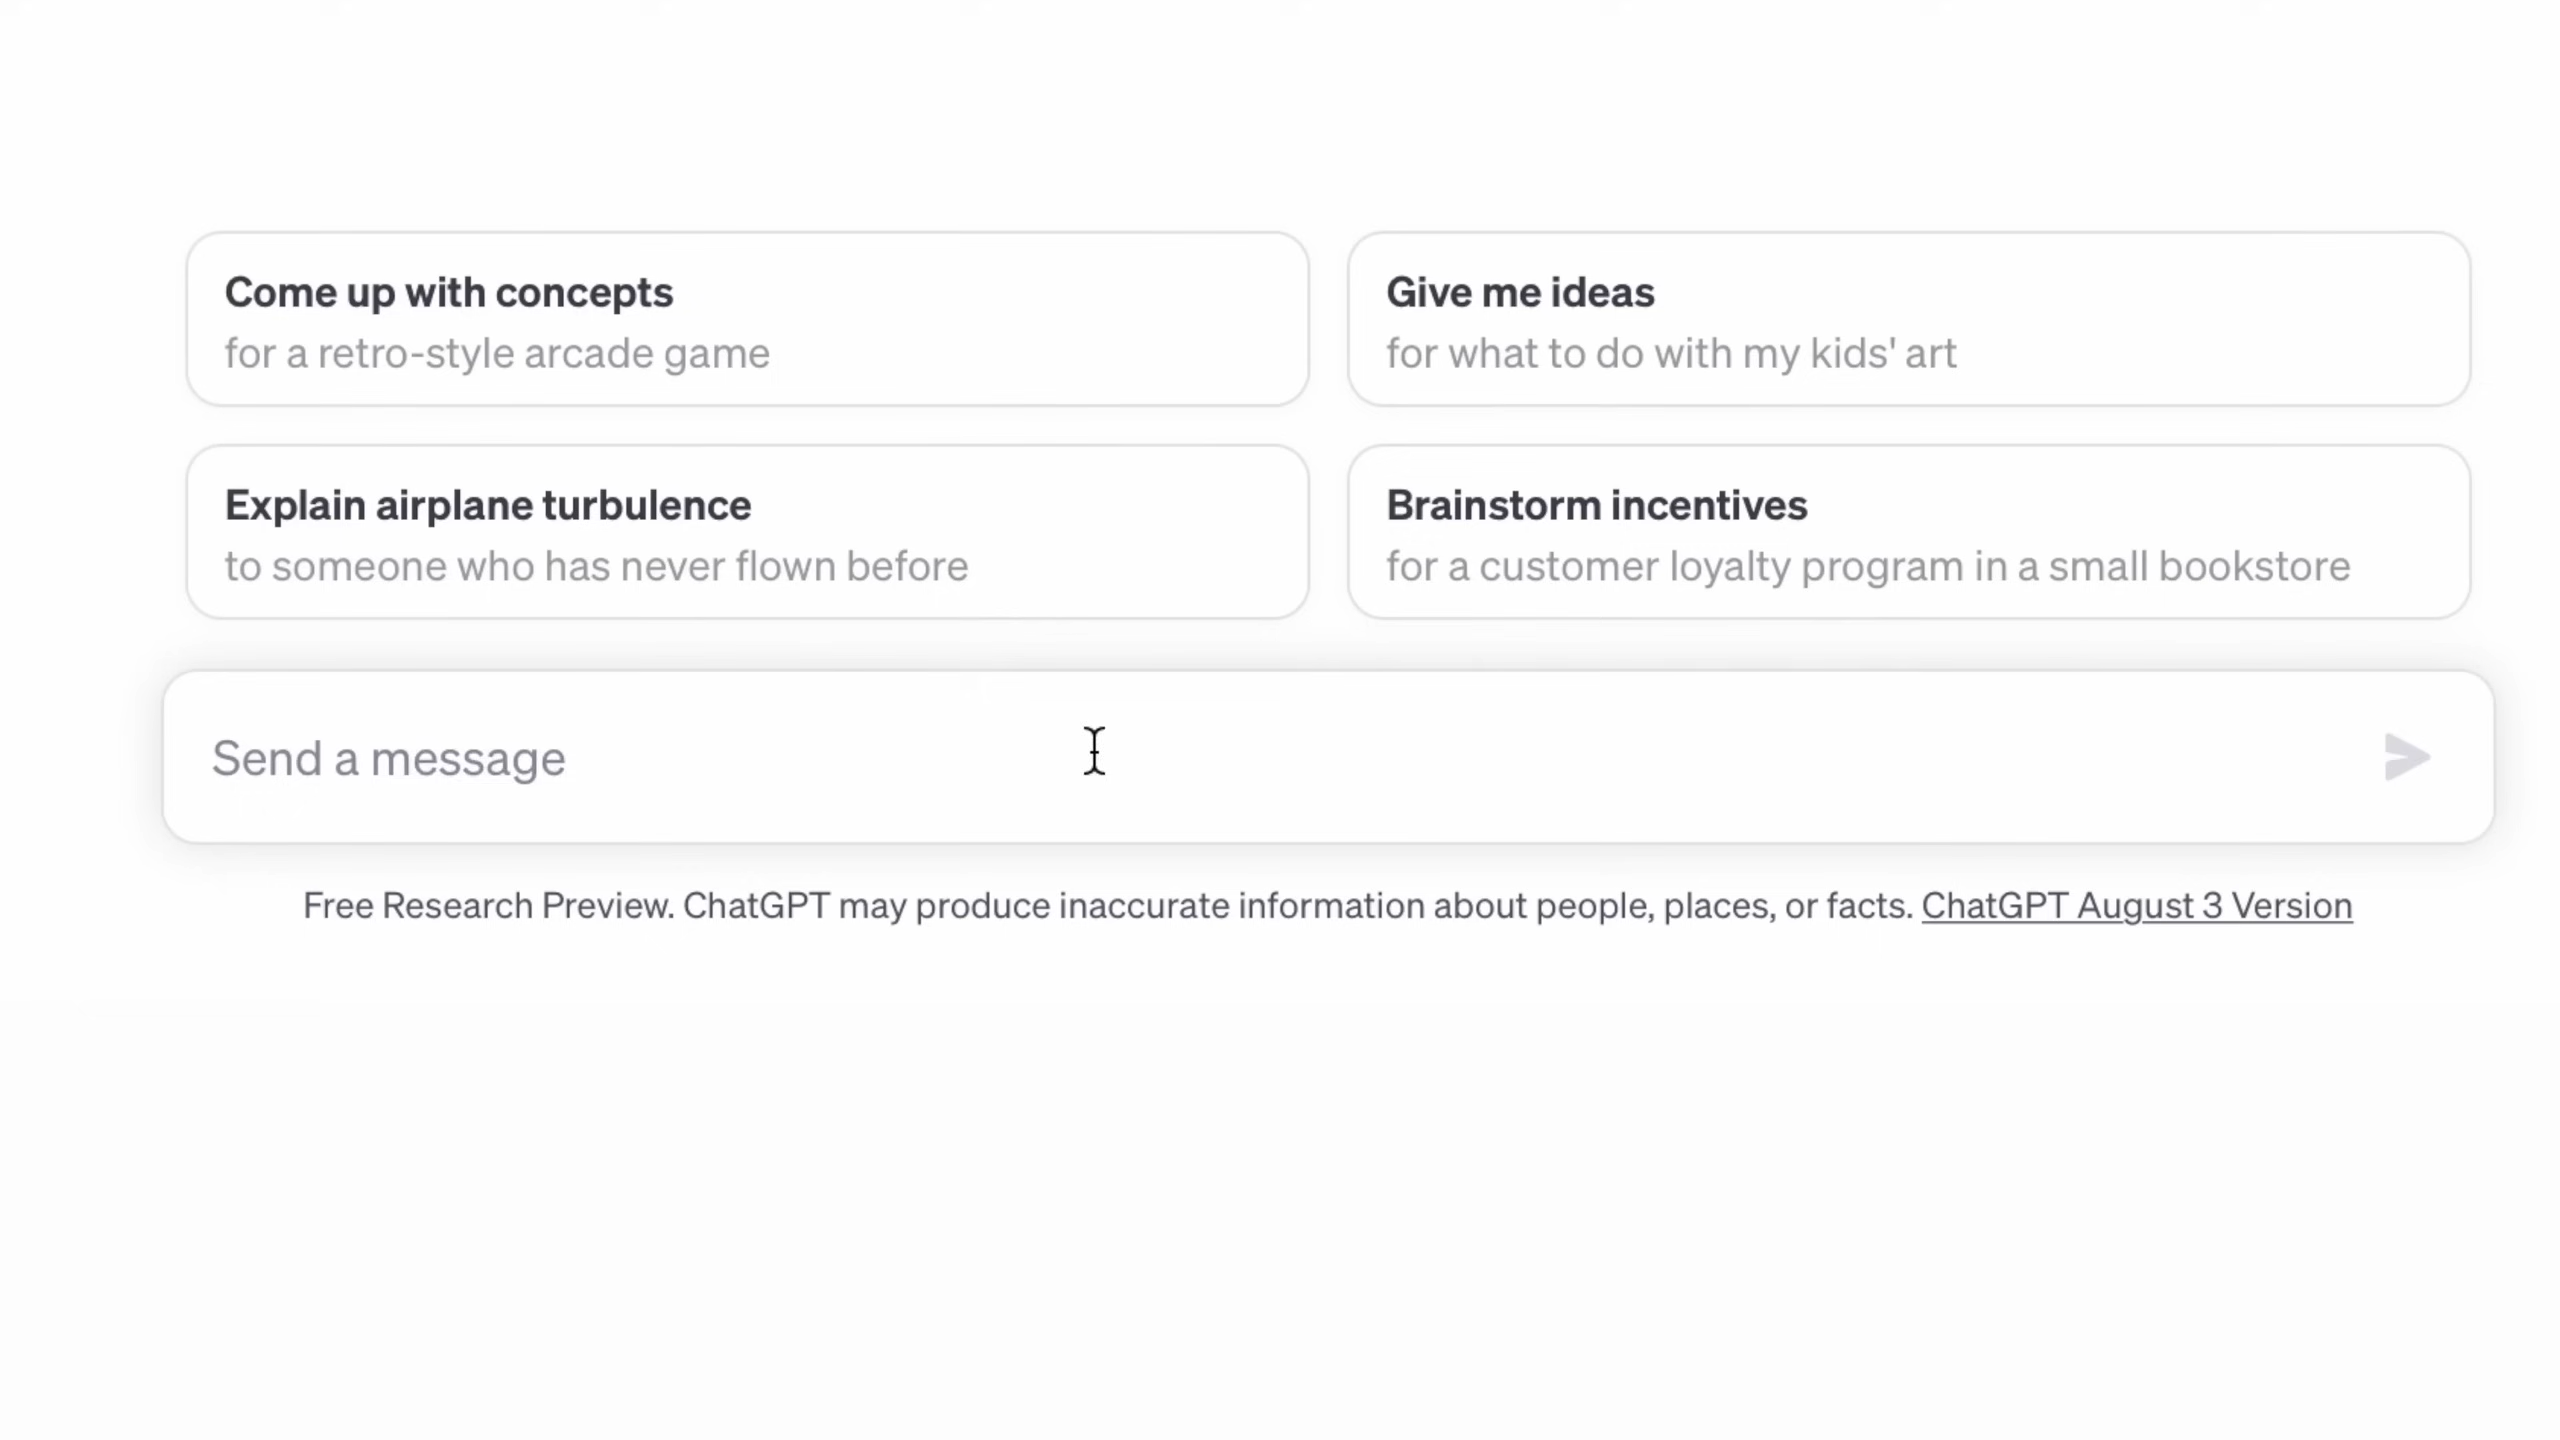 Come up with concepts
for a retro-style arcade game
Give me ideas
for what to do with my kids' art
Explain airplane turbulence
to someone who has never flown before
Brainstorm incentives
for a customer loyalty program in a small bookstore
Send a message
Free Research Preview. ChatGPT may produce inaccurate information about people, places, or facts. ChatGPT August 3 Version